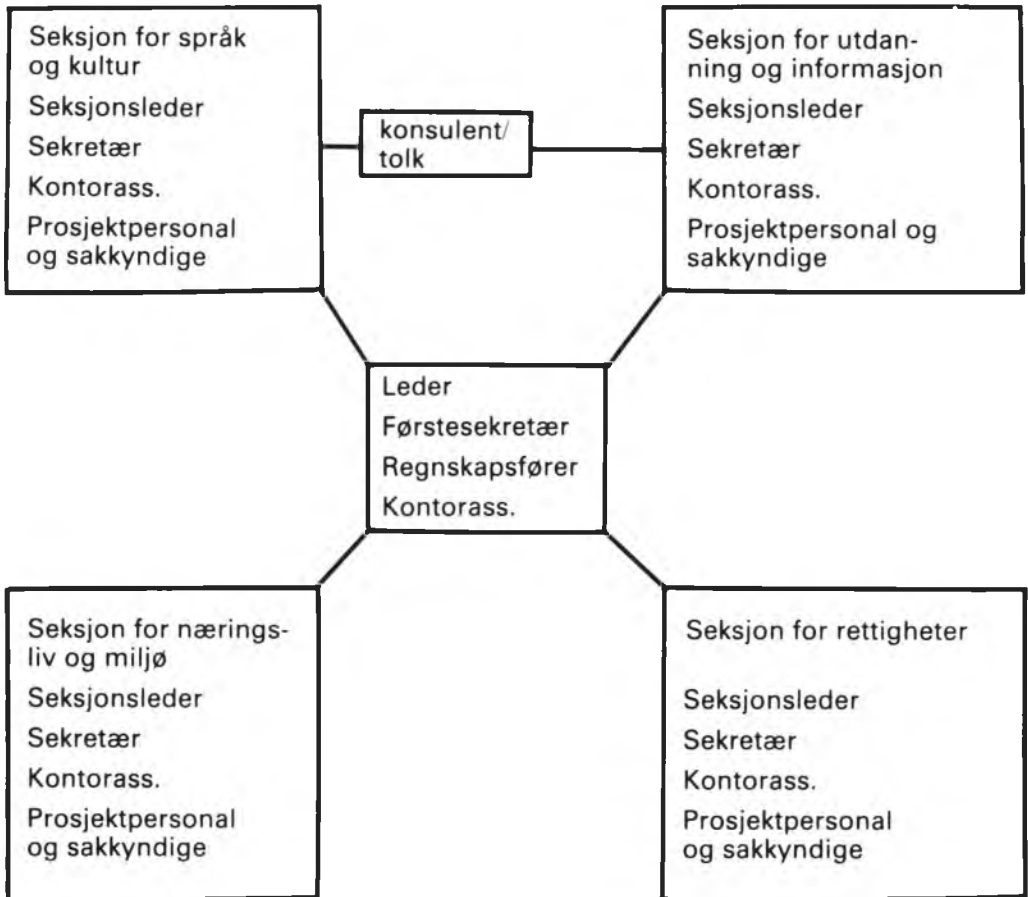 Seksjon for språk
og kultur
Seksjonsleder
Sekretær
Kontorass.
Prosjektpersonal
og sakkyndige
konsulent/
tolk
Seksjon for utdan-
ning og informasjon
Seksjonsleder
Sekretær
Kontorass.
Prosjektpersonal og
sakkyndige
Leder
Førstesekretær
Regnskapsfører
Kontorass.
Seksjon for nærings-
liv og miljø
Seksjonsleder
Sekretær
Kontorass.
Prosjektpersonal
og sakkyndige
Seksjon for rettigheter
Seksjonsleder
Sekretær
Kontorass.
Prosjektpersonal
og sakkyndige